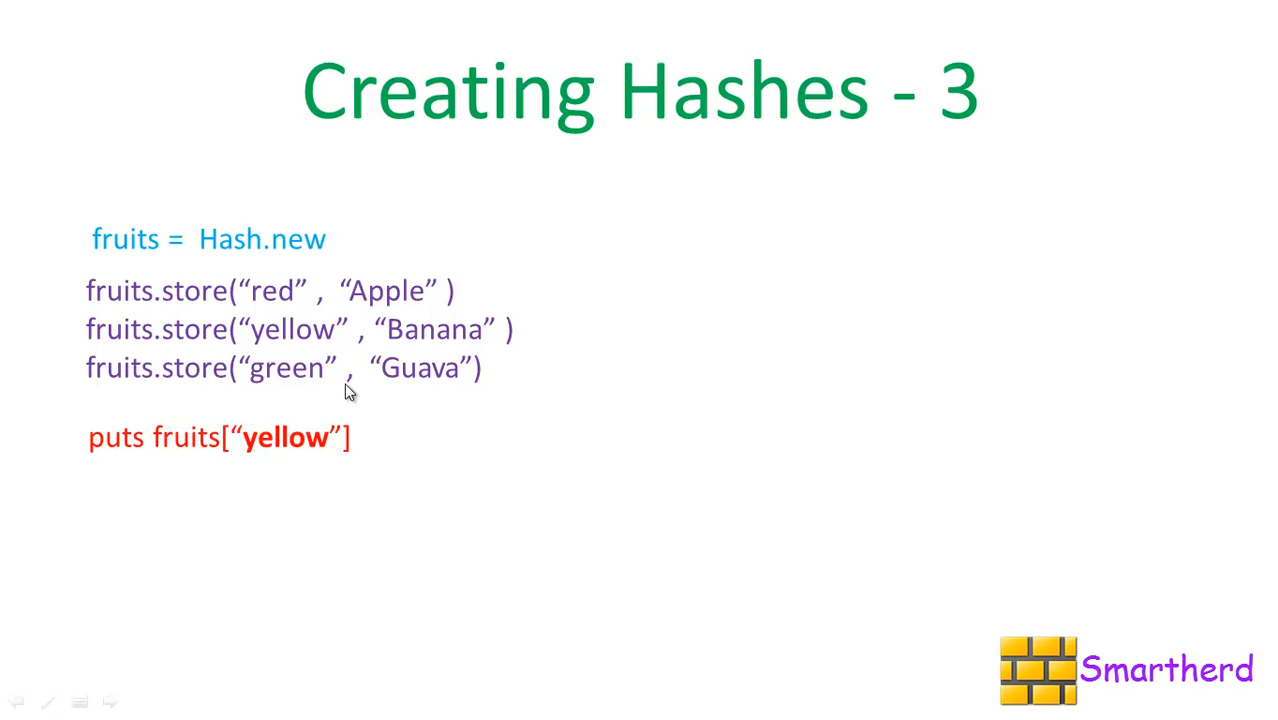 Creating Hashes - 3
fruits = Hash.new
fruits.store(“red” , “Apple” )
fruits.store(“yellow” , “Banana” )
fruits.store(“green” , “Guava”)
puts fruits[“yellow”]
Smartherd